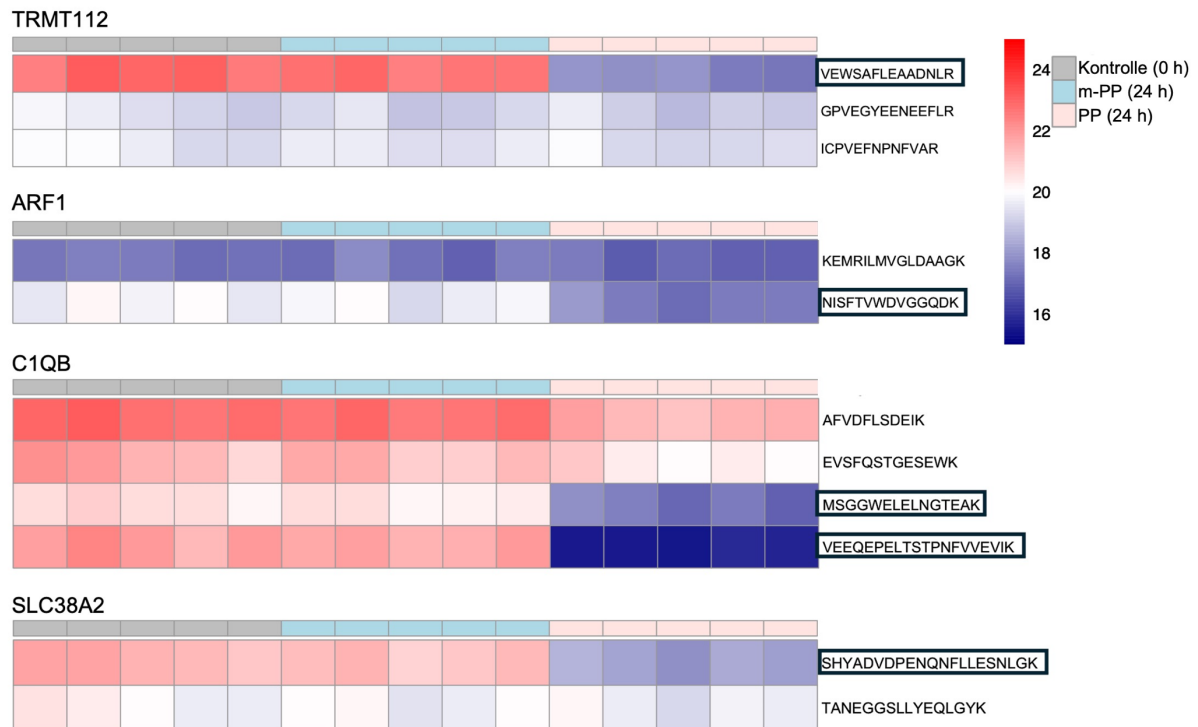 TRMT112
VEWSAFLEAADNLR
GPVEGYEENEEFLR
ICPVEFNPNFVAR
24
22
20
18
16
Kontrolle (0 h)
m-PP (24 h)
PP (24 h)
ARF1
KEMRILMVGLDAAGK
NISFTVWDVGGQDK
C1QB
AFVDFLSDEIK
EVSFQSTGESEWK
MSGGWELELNGTEAK
VEEQEPELTSTPNFVVEVIK
SLC38A2
SHYADVDPENQNFLLESNLGK
TANEGGSLLYEQLGYK